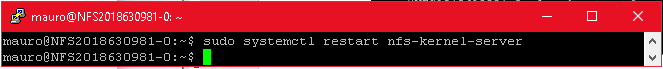 mauro@NFS2018630981-0: ~
mauro@NFS2018630981-0:~$ sudo systemctl restart nfs-kernel-server
mauro@NFS2018630981-0:~$